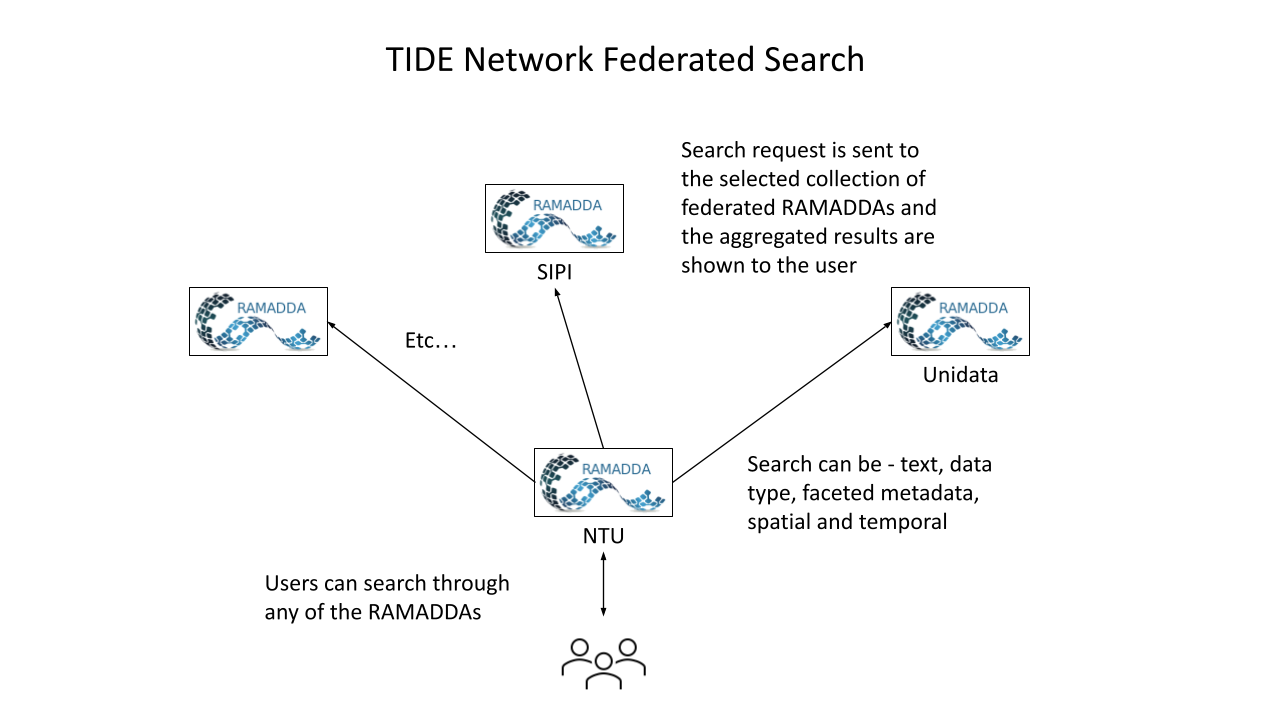 TIDE Network Federated Search
Search request is sent to
the selected collection of
federated RAMADDAs and
the aggregated results are
shown to the user
RAMADDA
SIPI
RAMADDA
Etc…
RAMADDA
Unidata
RAMADDA
NTU
Search can be - text, data
type, faceted metadata,
spatial and temporal
Users can search through
any of the RAMADDAs